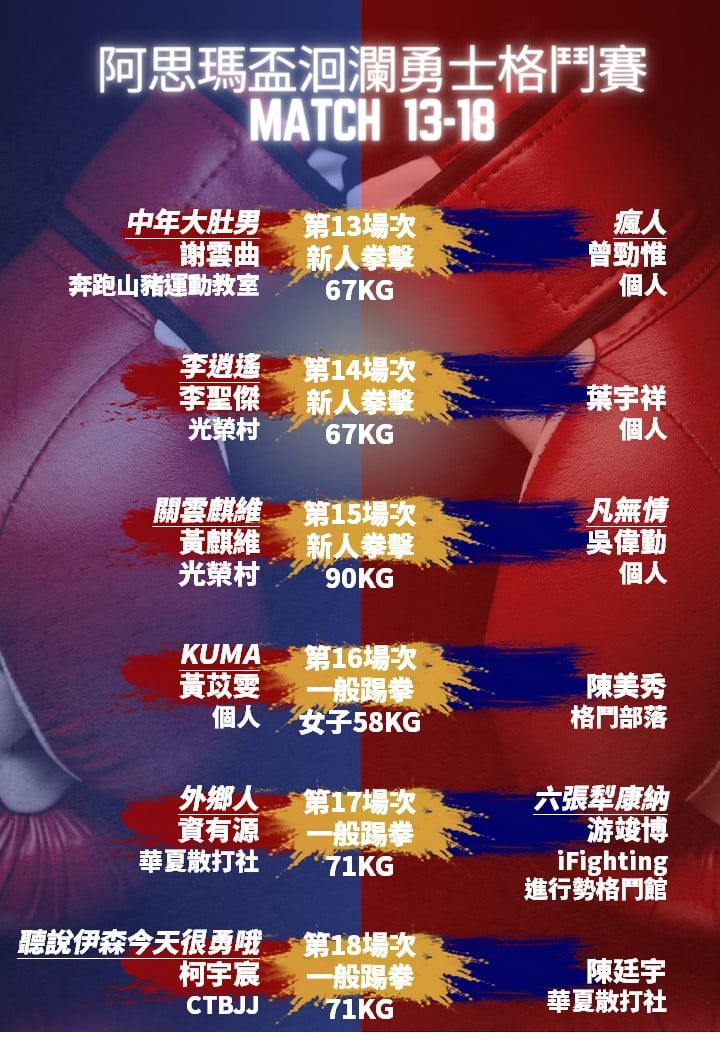 阿思瑪盃洄瀾勇士格鬥賽
MATCH 13-18
中年大肚男
謝雲曲
奔跑山豬運動教室
第13場次
新人拳擊
67KG
瘋人
曾勁惟
個人
李逍遙
李聖傑
光榮村
第14場次
新人拳擊
67KG
葉宇祥
個人
關雲麒維
黃麒維
光榮村
第15場次
新人拳擊
90KG
凡無情
吳偉勤
個人
KUMA
黃苡雯
個人
第16場次
一般踢拳
女子58KG
陳美秀
格鬥部落
外鄉人
資有源
華夏散打社
第17場次
一般踢拳
71KG
六張犁康納
游竣博
iFighting
進行勢格鬥館
聽說伊森今天很勇哦
柯宇宸
CTBJJ
第18場次
一般踢拳
71KG
陳廷宇
華夏散打社